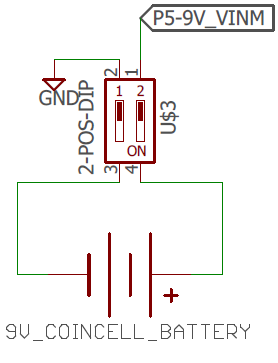 P5-9V_VINM
2 1
GND
2-POS-DIP
1 2
ON
U$3
3 4
+
9V_COINCELL_BATTERY